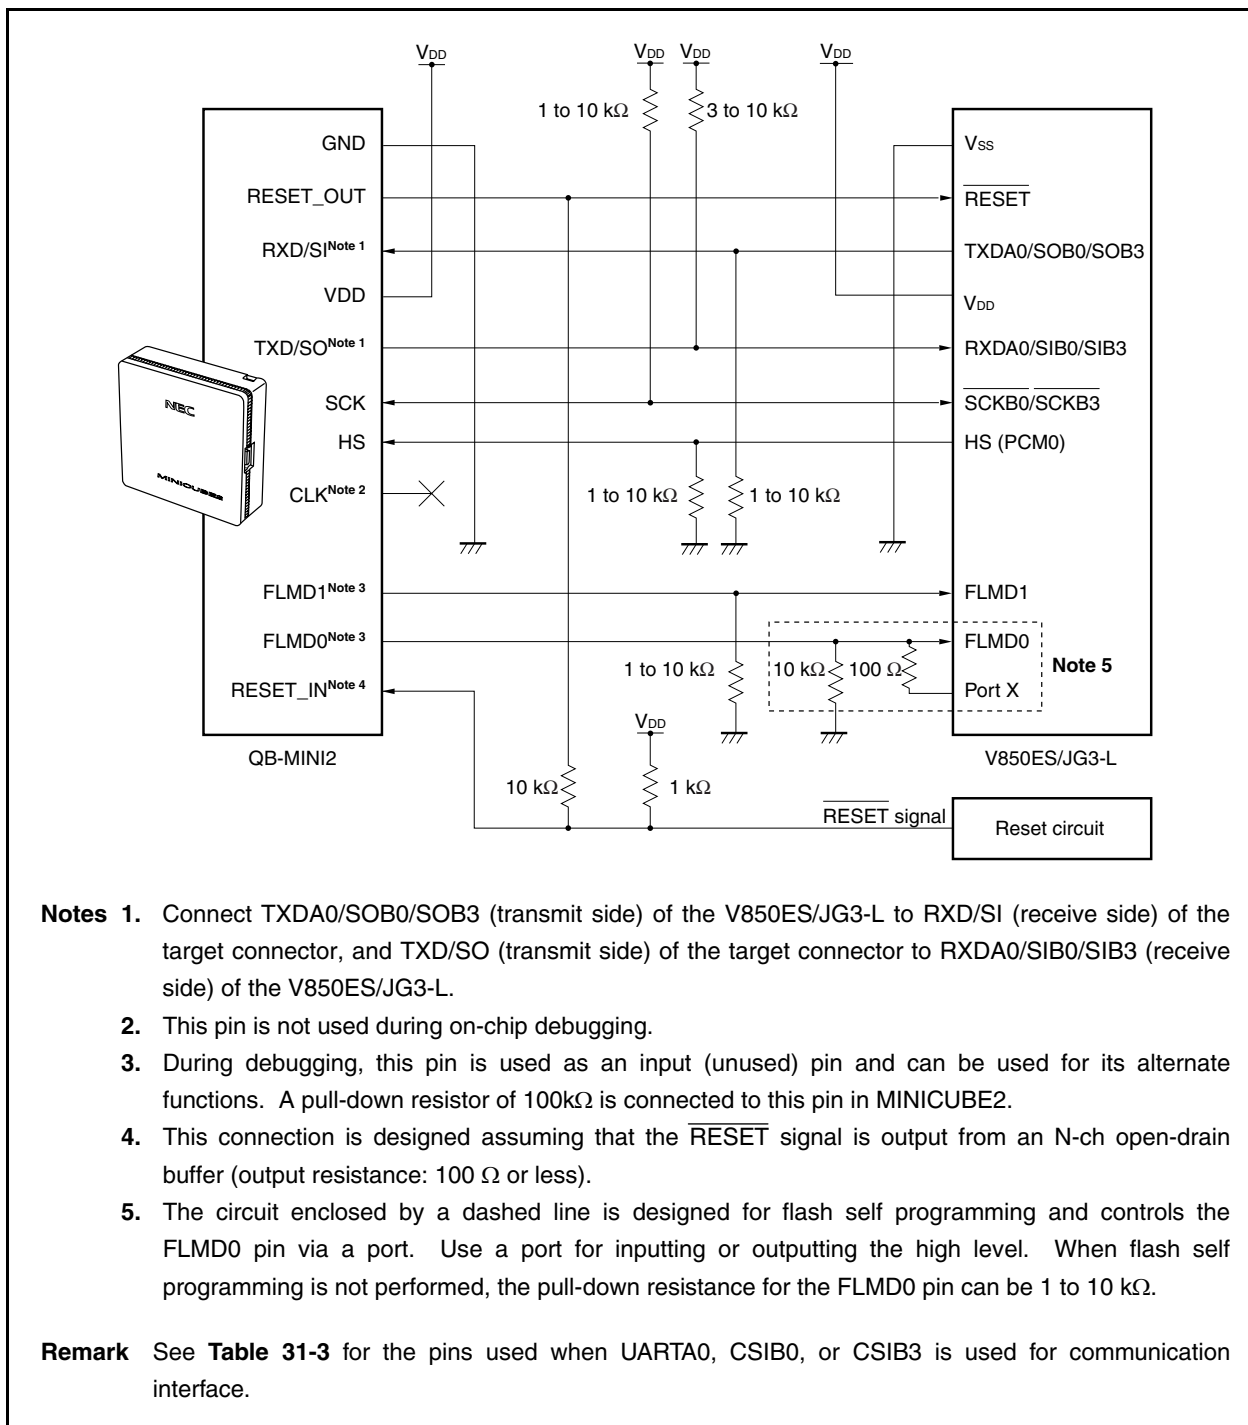 VDD VDD VDD VDD
1 to 10 kΩ 3 to 10 kΩ
GND VSS
RESET_OUT RESET
RXD/SI Note 1 TXDA0/SOB0/SOB3
VDD VDD
TXD/SO Note 1 RXDA0/SIB0/SIB3
NEC
SCK SCKB0/SCKB3
HS HS (PCM0)
MINICUBE2
CLK Note 2 1 to 10 kΩ 1 to 10 kΩ
FLMD1 Note 3 FLMD1
FLMD0 Note 3 FLMD0
1 to 10 kΩ 10 kΩ 100 Ω Note 5
RESET_IN Note 4 Port X
VDD
QB-MINI2 V850ES/JG3-L
10 kΩ 1 kΩ
RESET signal
Reset circuit
Notes 1. Connect TXDA0/SOB0/SOB3 (transmit side) of the V850ES/JG3-L to RXD/SI (receive side) of the
target connector, and TXD/SO (transmit side) of the target connector to RXDA0/SIB0/SIB3 (receive
side) of the V850ES/JG3-L.
2. This pin is not used during on-chip debugging.
3. During debugging, this pin is used as an input (unused) pin and can be used for its alternate
functions. A pull-down resistor of 100kΩ is connected to this pin in MINICUBE2.
4. This connection is designed assuming that the RESET signal is output from an N-ch open-drain
buffer (output resistance: 100 Ω or less).
5. The circuit enclosed by a dashed line is designed for flash self programming and controls the
FLMD0 pin via a port. Use a port for inputting or outputting the high level. When flash self
programming is not performed, the pull-down resistance for the FLMD0 pin can be 1 to 10 kΩ.
Remark See Table 31-3 for the pins used when UARTA0, CSIB0, or CSIB3 is used for communication
interface.